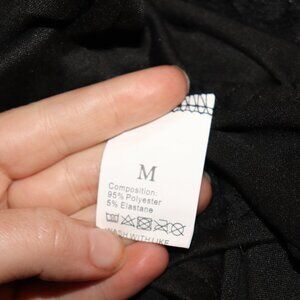 M
Composition:
95% Polyester
5% Elastane
WASH WITH LIKE